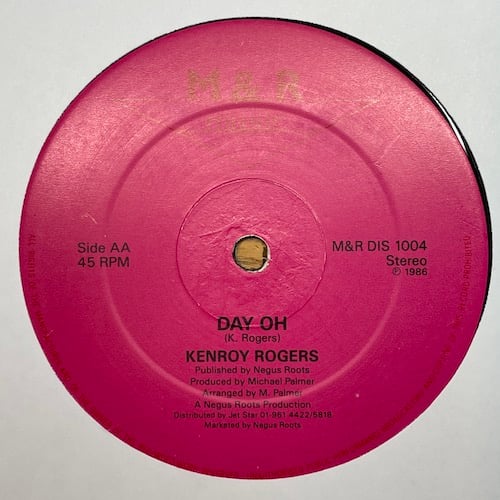 M & R
Side AA
45 RPM
M&R DIS 1004
Stereo
℗ 1986
DAY OH
(K. Rogers)
KENROY ROGERS
Published by Negus Roots
Produced by Michael Palmer
Arranged by M. Palmer
A Negus Roots Production
Distributed by Jet Star 01-961 4422/5818
Marketed by Negus Roots